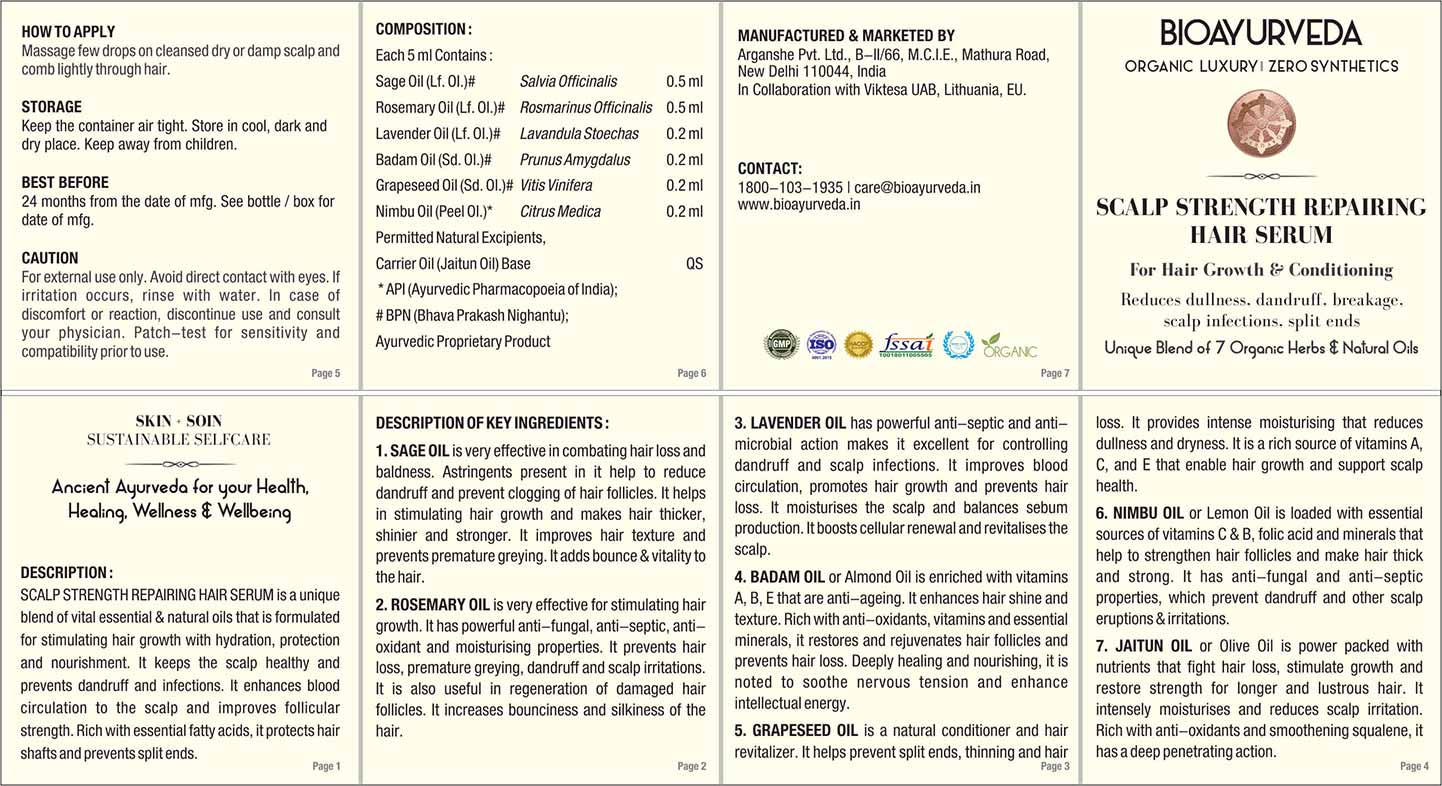 HOW TO APPLY
Massage few drops on cleansed dry or damp scalp and
comb lightly through hair.
STORAGE
Keep the container air tight. Store in cool, dark and
dry place. Keep away from children.
BEST BEFORE
24 months from the date of mfg. See bottle / box for
date of mfg.
CAUTION
For external use only. Avoid direct contact with eyes. If
irritation occurs, rinse with water. In case of
discomfort or reaction, discontinue use and consult
your physician. Patch–test for sensitivity and
compatibility prior to use.
Page 5
COMPOSITION :
Each 5 ml Contains :
Sage Oil (Lf. Ol.)# Salvia Officinalis 0.5 ml
Rosemary Oil (Lf. Ol.)# Rosmarinus Officinalis 0.5 ml
Lavender Oil (Lf. Ol.)# Lavandula Stoechas 0.2 ml
Badam Oil (Sd. Ol.)# Prunus Amygdalus 0.2 ml
Grapeseed Oil (Sd. Ol.)# Vitis Vinifera 0.2 ml
Nimbu Oil (Peel Ol.)* Citrus Medica 0.2 ml
Permitted Natural Excipients,
Carrier Oil (Jaitun Oil) Base QS
* API (Ayurvedic Pharmacopoeia of India);
# BPN (Bhava Prakash Nighantu);
Ayurvedic Proprietary Product
Page 6
MANUFACTURED & MARKETED BY
Arganshe Pvt. Ltd., B–II/66, M.C.I.E., Mathura Road,
New Delhi 110044, India
In Collaboration with Viktesa UAB, Lithuania, EU.
CONTACT:
1800–103–1935 | care@bioayurveda.in
www.bioayurveda.in
GMP ISO HACCP fssai ORGANIC
9001:2015 10018011005505
Page 7
BIOAYURVEDA
ORGANIC LUXURY | ZERO SYNTHETICS
SCALP STRENGTH REPAIRING
HAIR SERUM
For Hair Growth & Conditioning
Reduces dullness, dandruff, breakage,
scalp infections, split ends
Unique Blend of 7 Organic Herbs & Natural Oils
SKIN + SOIN
SUSTAINABLE SELFCARE
Ancient Ayurveda for your Health,
Healing, Wellness & Wellbeing
DESCRIPTION :
SCALP STRENGTH REPAIRING HAIR SERUM is a unique
blend of vital essential & natural oils that is formulated
for stimulating hair growth with hydration, protection
and nourishment. It keeps the scalp healthy and
prevents dandruff and infections. It enhances blood
circulation to the scalp and improves follicular
strength. Rich with essential fatty acids, it protects hair
shafts and prevents split ends.
Page 1
DESCRIPTION OF KEY INGREDIENTS :
1. SAGE OIL is very effective in combating hair loss and
baldness. Astringents present in it help to reduce
dandruff and prevent clogging of hair follicles. It helps
in stimulating hair growth and makes hair thicker,
shinier and stronger. It improves hair texture and
prevents premature greying. It adds bounce & vitality to
the hair.
2. ROSEMARY OIL is very effective for stimulating hair
growth. It has powerful anti–fungal, anti–septic, anti–
oxidant and moisturising properties. It prevents hair
loss, premature greying, dandruff and scalp irritations.
It is also useful in regeneration of damaged hair
follicles. It increases bounciness and silkiness of the
hair.
Page 2
3. LAVENDER OIL has powerful anti–septic and anti–
microbial action makes it excellent for controlling
dandruff and scalp infections. It improves blood
circulation, promotes hair growth and prevents hair
loss. It moisturises the scalp and balances sebum
production. It boosts cellular renewal and revitalises the
scalp.
4. BADAM OIL or Almond Oil is enriched with vitamins
A, B, E that are anti–ageing. It enhances hair shine and
texture. Rich with anti–oxidants, vitamins and essential
minerals, it restores and rejuvenates hair follicles and
prevents hair loss. Deeply healing and nourishing, it is
noted to soothe nervous tension and enhance
intellectual energy.
5. GRAPESEED OIL is a natural conditioner and hair
revitalizer. It helps prevent split ends, thinning and hair
Page 3
loss. It provides intense moisturising that reduces
dullness and dryness. It is a rich source of vitamins A,
C, and E that enable hair growth and support scalp
health.
6. NIMBU OIL or Lemon Oil is loaded with essential
sources of vitamins C & B, folic acid and minerals that
help to strengthen hair follicles and make hair thick
and strong. It has anti–fungal and anti–septic
properties, which prevent dandruff and other scalp
eruptions & irritations.
7. JAITUN OIL or Olive Oil is power packed with
nutrients that fight hair loss, stimulate growth and
restore strength for longer and lustrous hair. It
intensely moisturises and reduces scalp irritation.
Rich with anti–oxidants and smoothening squalene, it
has a deep penetrating action.
Page 4